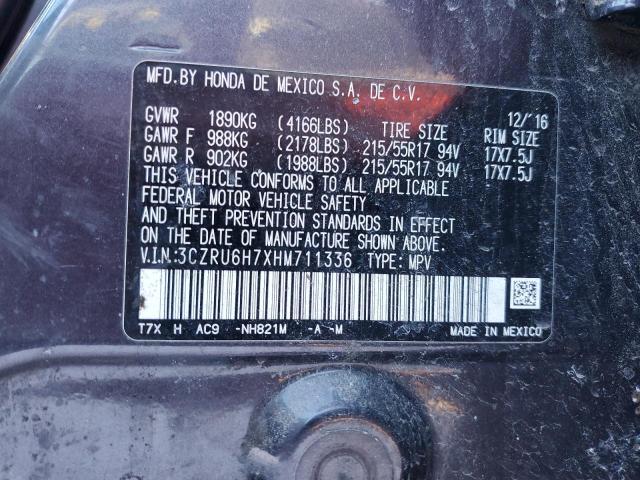 MFD.BY HONDA DE MEXICO S.A. DE C.V.
12/'16
GVWR 1890KG (4166LBS) TIRE SIZE RIM SIZE
GAWR F 988KG (2178LBS) 215/55R17 94V 17X7.5J
GAWR R 902KG (1988LBS) 215/55R17 94V 17X7.5J
THIS VEHICLE CONFORMS TO ALL APPLICABLE
FEDERAL MOTOR VEHICLE SAFETY
AND THEFT PREVENTION STANDARDS IN EFFECT
ON THE DATE OF MANUFACTURE SHOWN ABOVE.
V.I.N:3CZRU6H7XHM711336 TYPE: MPV
T7X H AC9 -NH821M -A -M MADE IN MEXICO